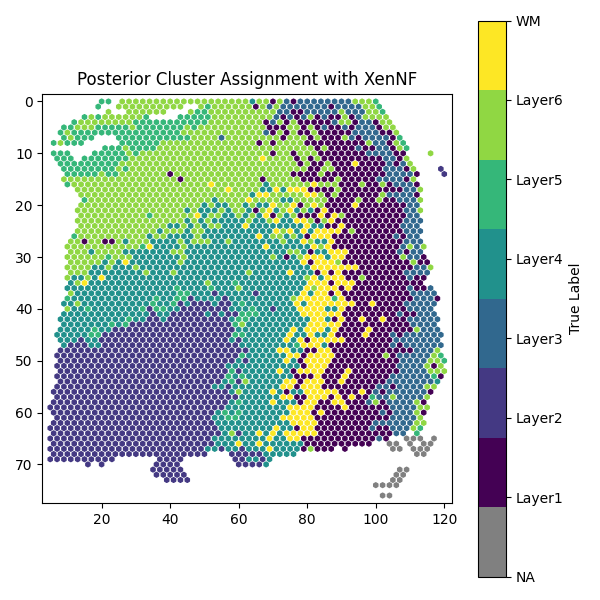 Posterior Cluster Assignment with XenNF
0
10
20
30
40
50
60
70
20
40
60
80
100
120
WM
Layer6
Layer5
Layer4
Layer3
Layer2
Layer1
NA
True Label